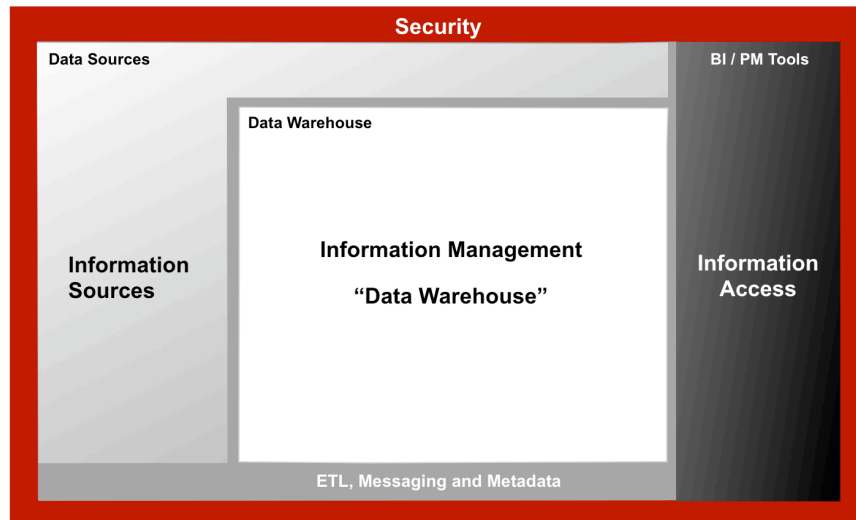 Security
Data Sources
BI / PM Tools
Data Warehouse
Information Management
“Data Warehouse”
Information
Sources
Information
Access
ETL, Messaging and Metadata